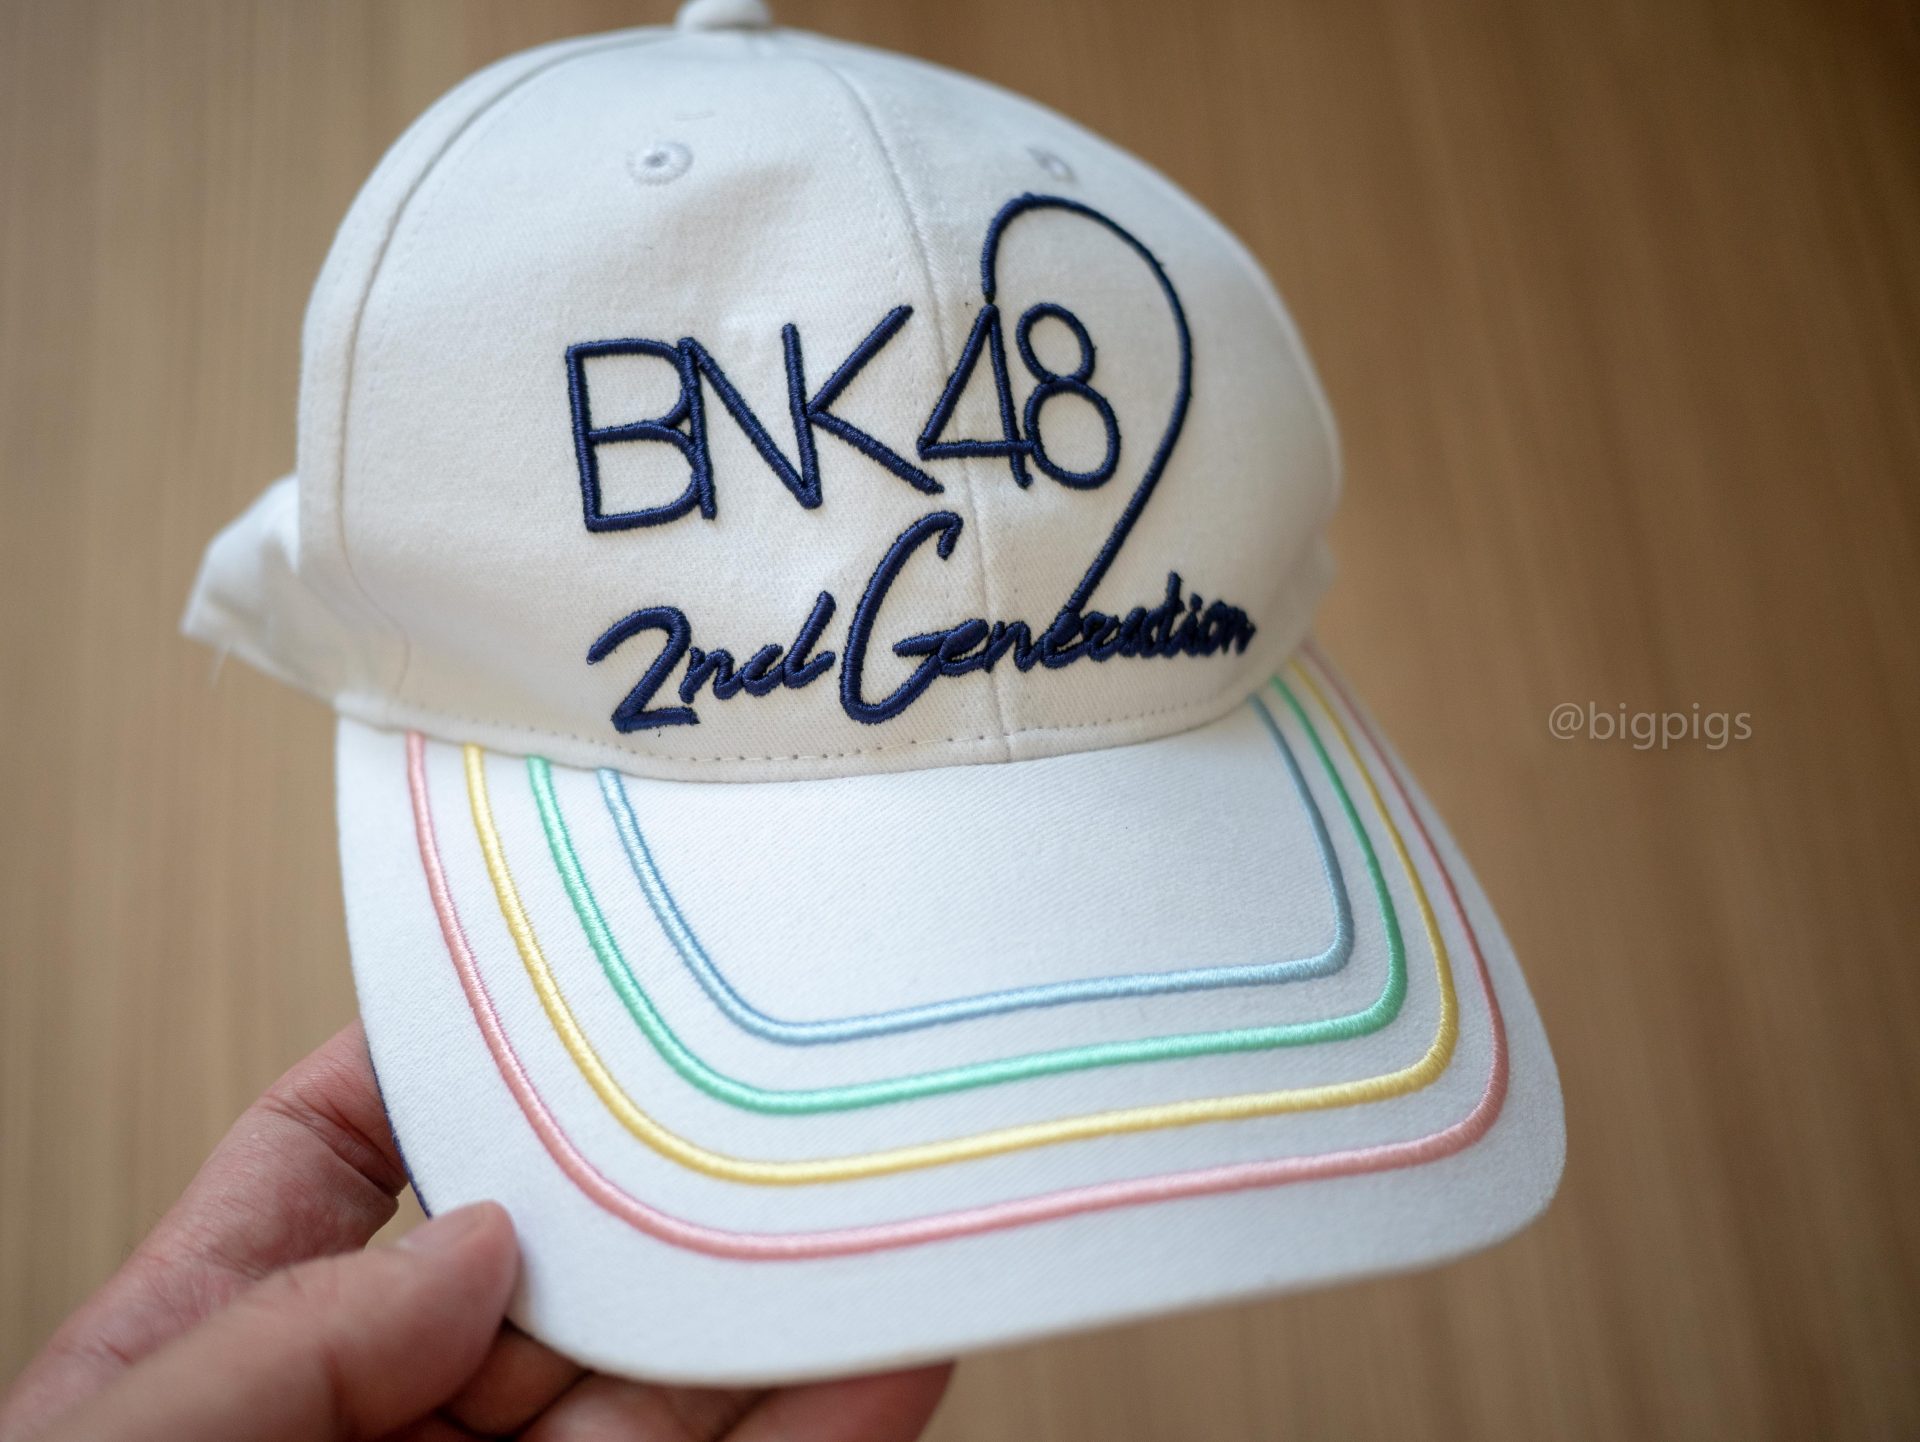 BNK48
2nd Generation
@bigpigs